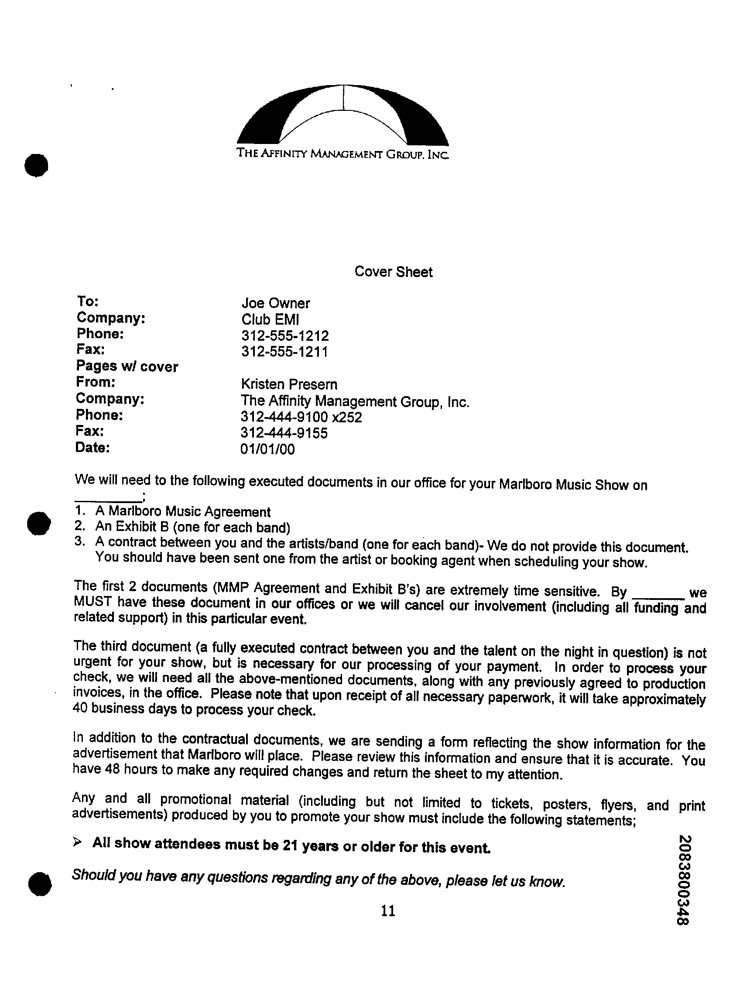 THE AFFINITY MANAGEMENT GROUP, INC.
Cover Sheet
To: Joe Owner
Company: Club EMI
Phone: 312-555-1212
Fax: 312-555-1211
Pages w/ cover
From: Kristen Presern
Company: The Affinity Management Group, Inc.
Phone: 312-444-9100 x252
Fax: 312-444-9155
Date: 01/01/00
We will need to the following executed documents in our office for your Marlboro Music Show on
________;
1. A Marlboro Music Agreement
2. An Exhibit B (one for each band)
3. A contract between you and the artists/band (one for each band)- We do not provide this document.
You should have been sent one from the artist or booking agent when scheduling your show.
The first 2 documents (MMP Agreement and Exhibit B's) are extremely time sensitive. By ______ we
MUST have these document in our offices or we will cancel our involvement (including all funding and
related support) in this particular event.
The third document (a fully executed contract between you and the talent on the night in question) is not
urgent for your show, but is necessary for our processing of your payment. In order to process your
check, we will need all the above-mentioned documents, along with any previously agreed to production
invoices, in the office. Please note that upon receipt of all necessary paperwork, it will take approximately
40 business days to process your check.
In addition to the contractual documents, we are sending a form reflecting the show information for the
advertisement that Marlboro will place. Please review this information and ensure that it is accurate. You
have 48 hours to make any required changes and return the sheet to my attention.
Any and all promotional material (including but not limited to tickets, posters, flyers, and print
advertisements) produced by you to promote your show must include the following statements;
➢ All show attendees must be 21 years or older for this event.
Should you have any questions regarding any of the above, please let us know.
11
2083800348